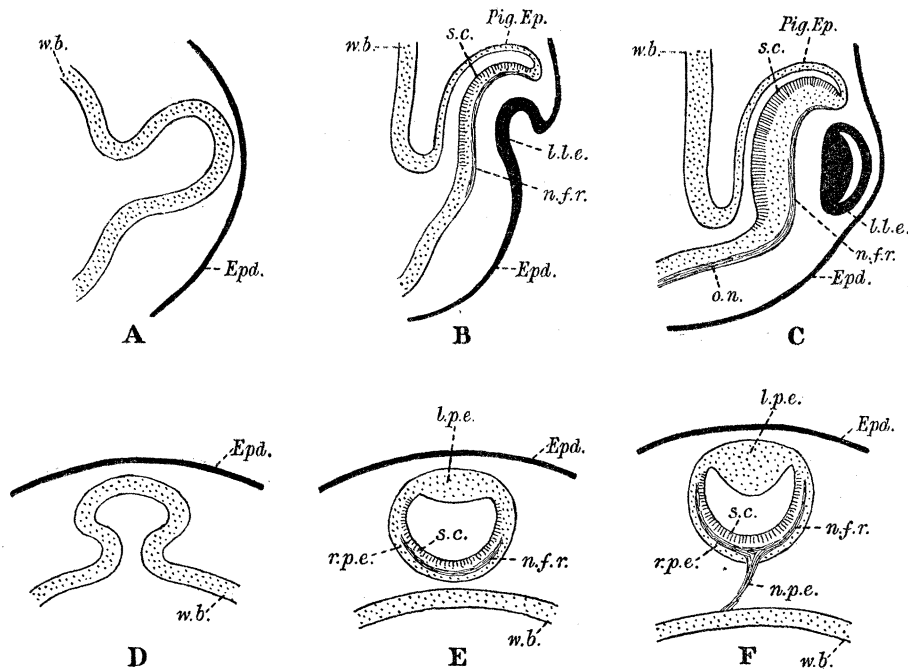 w.b.
Epd.
A
Pig.Ep.
s.c.
w.b.
l.b.e.
n.f.r.
Epd.
B
Pig.Ep.
s.c.
w.b.
l.b.e.
n.f.r.
Epd.
o.n.
C
Epd.
w.b.
D
l.p.e.
Epd.
s.c.
r.p.e.
n.f.r.
w.b.
E
l.p.e.
Epd.
s.c.
n.f.r.
r.p.e.
n.p.e.
w.b.
F